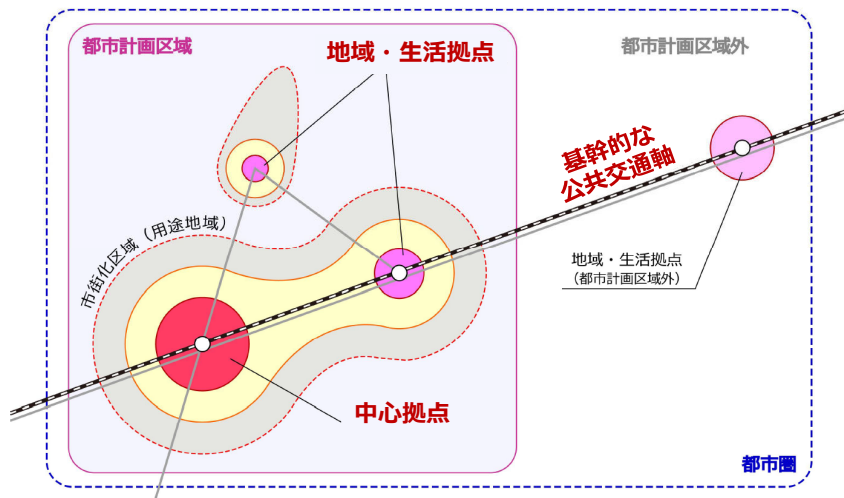 都市計画区域
地域・生活拠点
都市計画区域外
基幹的な
公共交通軸
市街化区域（用途地域）
地域・生活拠点
（都市計画区域外）
中心拠点
都市圏